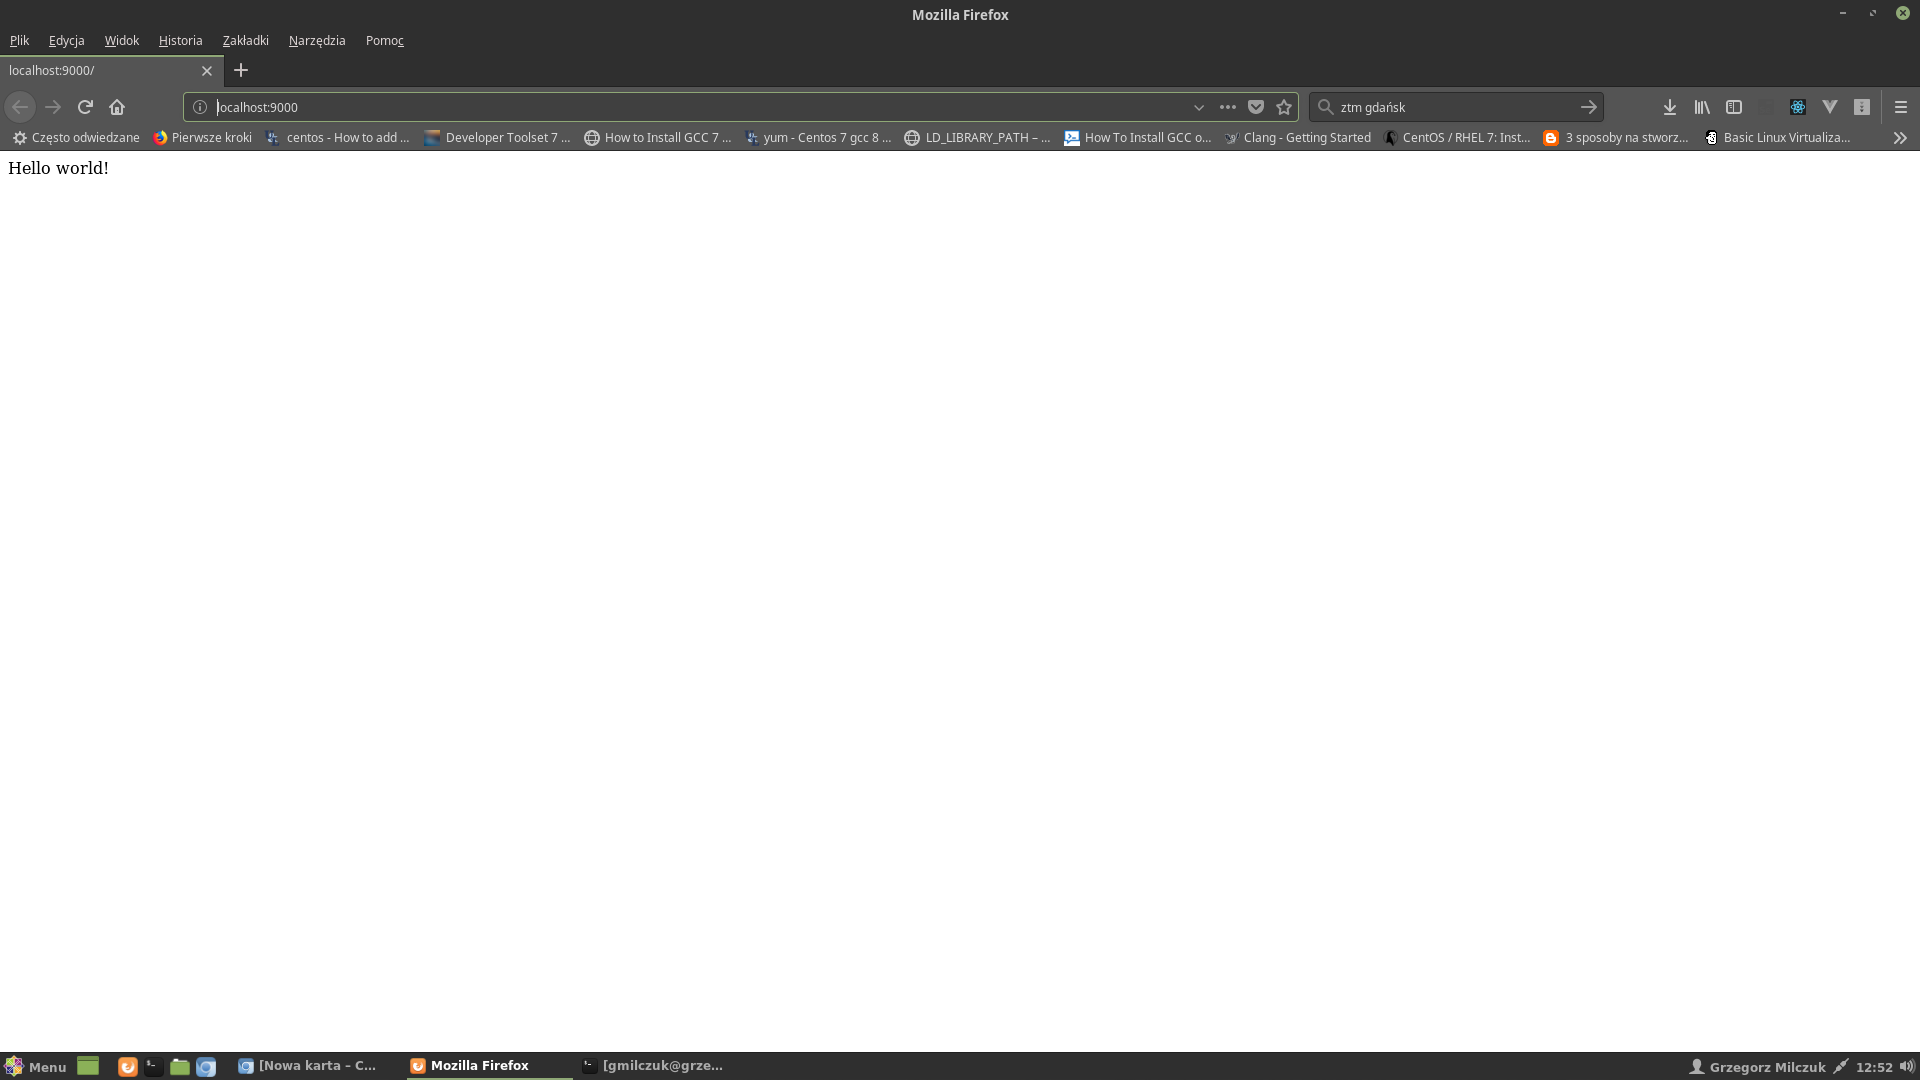 Mozilla Firefox
Plik Edycja Widok Historia Zakładki Narzędzia Pomoc
localhost:9000/
localhost:9000 ztm gdańsk
Często odwiedzane Pierwsze kroki centos - How to add ... Developer Toolset 7 ... How to Install GCC 7 ... yum - Centos 7 gcc 8 ... LD_LIBRARY_PATH – ... How To Install GCC o... Clang - Getting Started CentOS / RHEL 7: Inst... 3 sposoby na stworz... Basic Linux Virtualiza...
Hello world!
Menu [Nowa karta – C... Mozilla Firefox [gmilczuk@grze... Grzegorz Milczuk 12:52